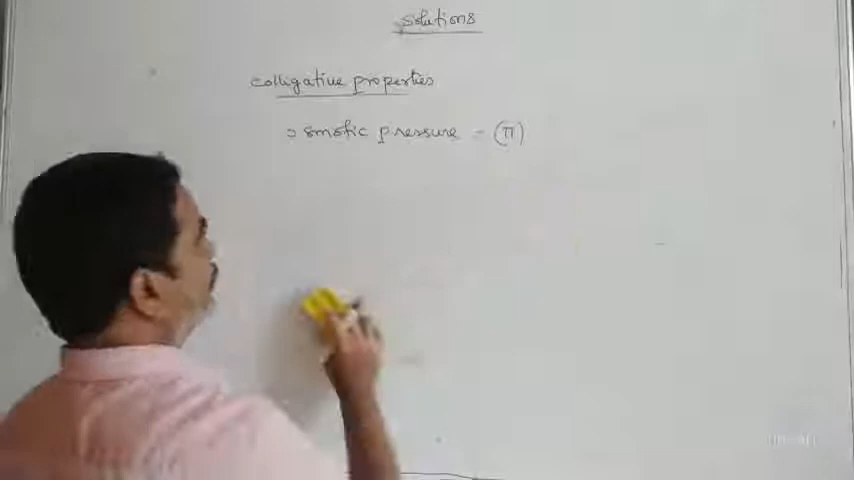 Solutions
Colligative properties
Osmotic pressure = (π)